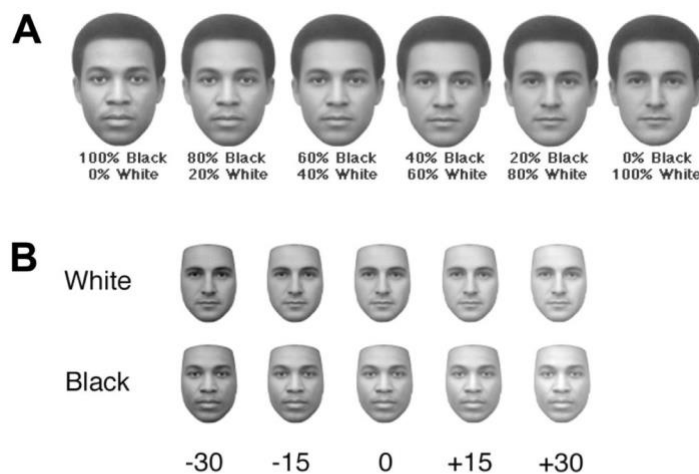 A
100% Black 80% Black 60% Black 40% Black 20% Black 0% Black
0% White 20% White 40% White 60% White 80% White 100% White
B
White
Black
-30 -15 0 +15 +30